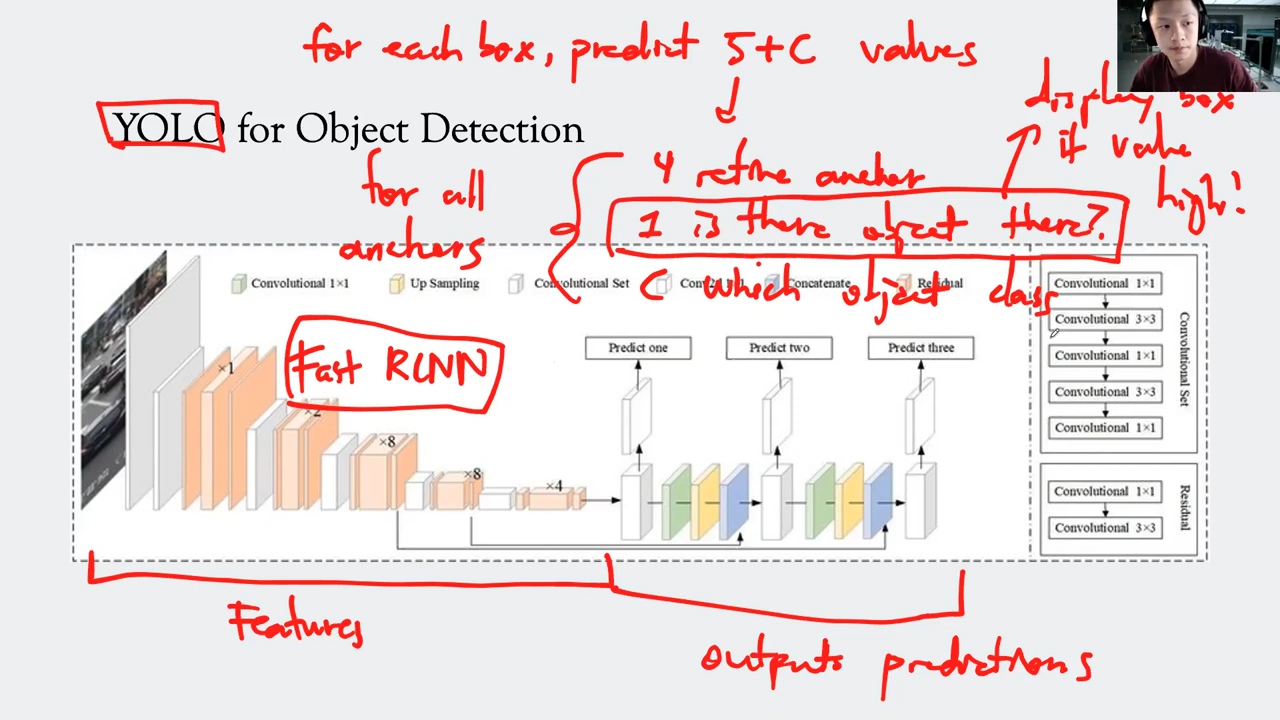 for each box, predict 5+C values
YOLO for Object Detection
display box
if value
high!
for all
anchors
4 refine anchor
1 is there object there?
C which object class
Convolutional 1×1
Up Sampling
Convolutional Set
Concatenate
Residual
Fast RCNN
×1
×2
×8
×8
×4
Predict one
Predict two
Predict three
Convolutional 1×1
Convolutional 3×3
Convolutional 1×1
Convolutional 3×3
Convolutional 1×1
Convolutional Set
Convolutional 1×1
Convolutional 3×3
Residual
Features
outputs predictions